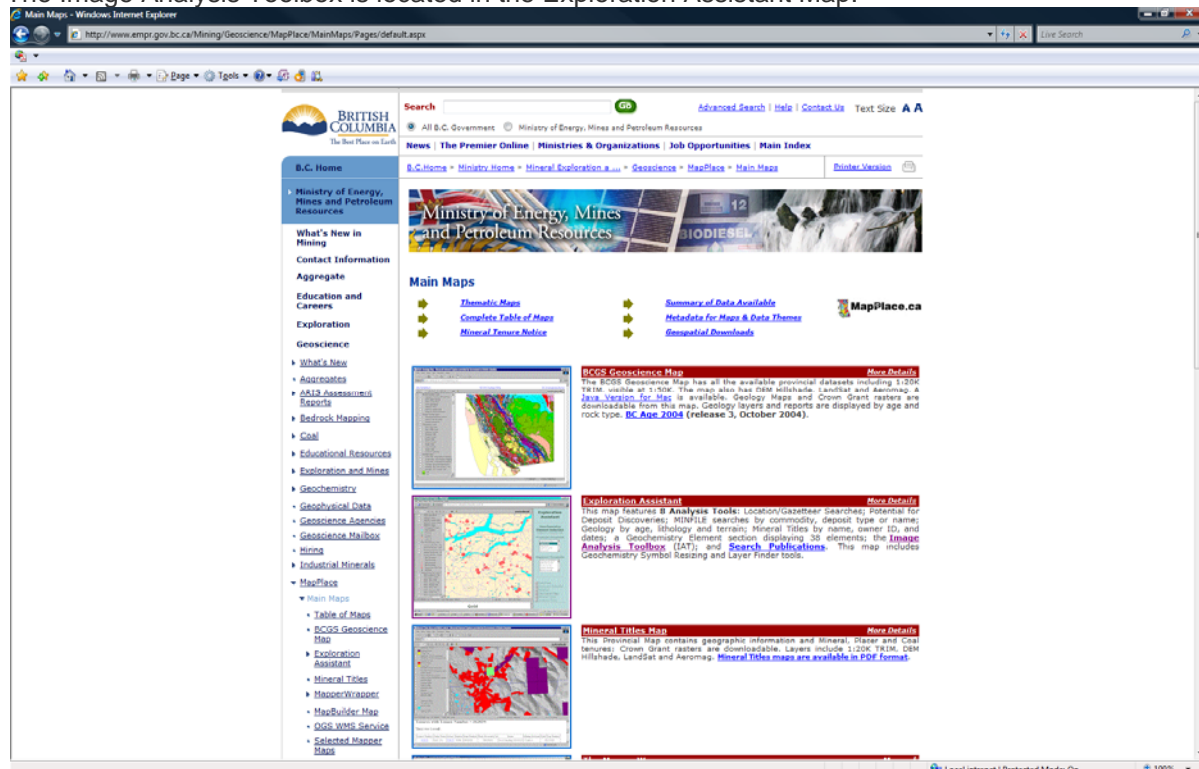 The Image Analysis Toolbox is located in the Exploration Assistant Map.
Main Maps - Windows Internet Explorer
http://www.empr.gov.bc.ca/Mining/Geoscience/MapPlace/MainMaps/Pages/default.aspx
Live Search
Page Tools
BRITISH
COLUMBIA
The Best Place on Earth
Search Go Advanced Search | Help | Contact Us Text Size A A
All B.C. Government Ministry of Energy, Mines and Petroleum Resources
News | The Premier Online | Ministries & Organizations | Job Opportunities | Main Index
B.C. Home
B.C.Home » Ministry Home » Mineral Exploration a ... » Geoscience » MapPlace » Main Maps Printer Version
Ministry of Energy,
Mines and Petroleum
Resources
What's New in
Mining
Contact Information
Aggregate
Education and
Careers
Exploration
Geoscience
What's New
Aggregates
ARIS Assessment
Reports
Bedrock Mapping
Coal
Educational Resources
Exploration and Mines
Geochemistry
Geophysical Data
Geoscience Agencies
Geoscience Mailbox
Hiring
Industrial Minerals
MapPlace
Main Maps
Table of Maps
BCGS Geoscience
Map
Exploration
Assistant
Mineral Titles
MapperWrapper
MapBuilder Map
OGS WMS Service
Selected Mapper
Maps
Ministry of Energy, Mines
and Petroleum Resources
12
BIODIESEL
Main Maps
Thematic Maps Summary of Data Available
Complete Table of Maps Metadata for Maps & Data Themes
Mineral Tenure Notice Geospatial Downloads
MapPlace.ca
BCGS Geoscience Map More Details
The BCGS Geoscience Map has all the available provincial datasets including 1:20K
TRIM, visible at 1:50K. The map also has DEM Hillshade, LandSat and Aeromag. A
Java Version for Mac is available. Geology Maps and Crown Grant rasters are
downloadable from this map. Geology layers and reports are displayed by age and
rock type. BC Age 2004 (release 3, October 2004).
Exploration Assistant More Details
This map features 8 Analysis Tools: Location/Gazetteer Searches; Potential for
Deposit Discoveries; MINFILE searches by commodity, deposit type or name;
Geology by age, lithology and terrain; Mineral Titles by name, owner ID, and
dates; a Geochemistry Element section displaying 38 elements; the Image
Analysis Toolbox (IAT); and Search Publications. This map includes
Geochemistry Symbol Resizing and Layer Finder tools.
Mineral Titles Map More Details
This Provincial Map contains geographic information and Mineral, Placer and Coal
tenures; Crown Grant rasters are downloadable. Layers include 1:20K TRIM, DEM
Hillshade, LandSat and Aeromag. Mineral Titles maps are available in PDF format.
100%